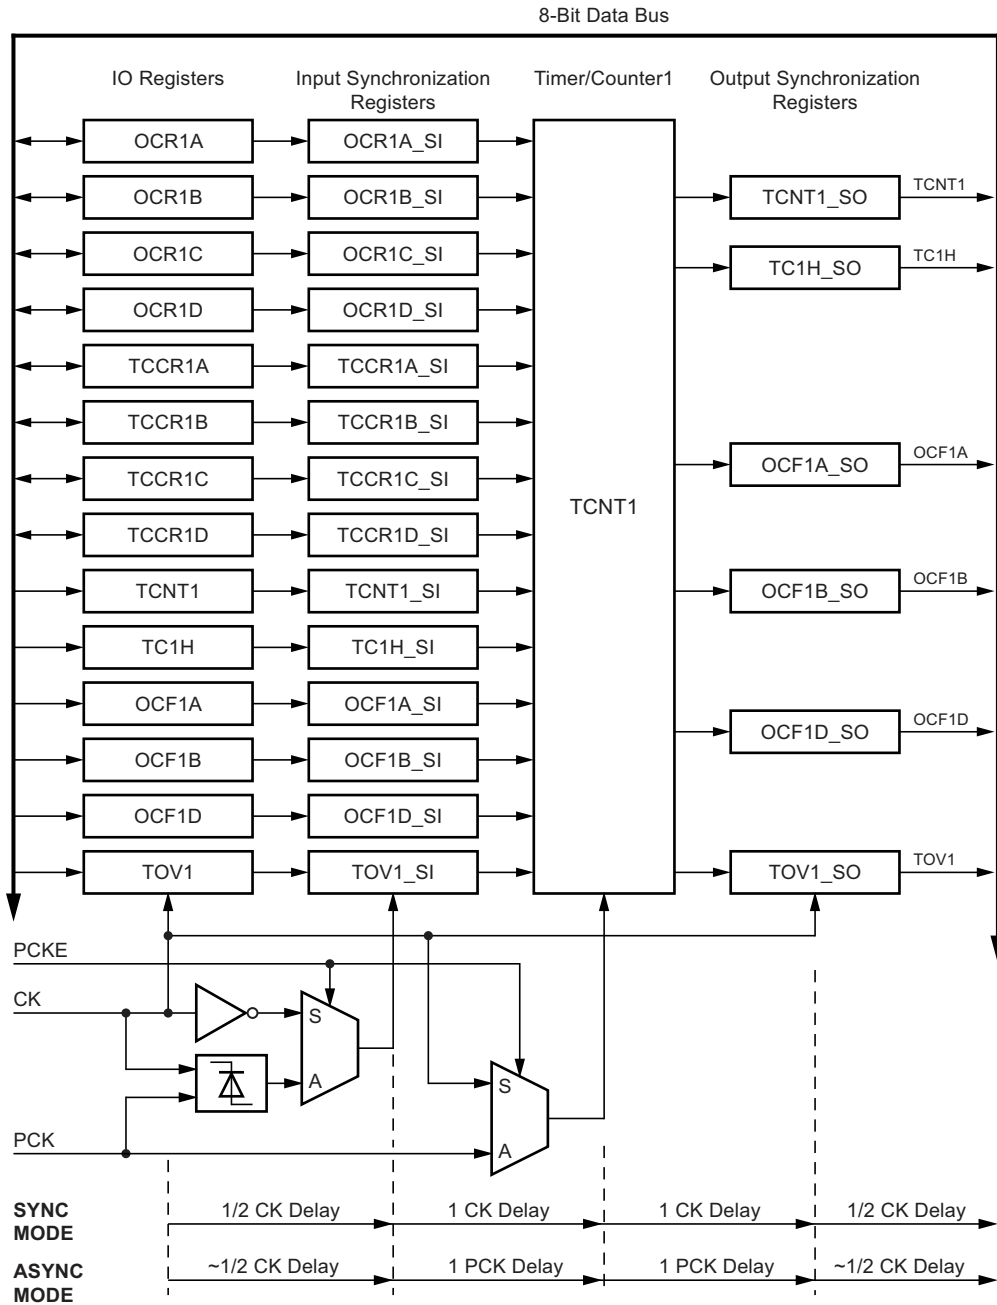 8-Bit Data Bus
IO Registers
Input Synchronization
Registers
Timer/Counter1
Output Synchronization
Registers
OCR1A
OCR1A_SI
OCR1B
OCR1B_SI
TCNT1_SO
TCNT1
OCR1C
OCR1C_SI
TC1H_SO
TC1H
OCR1D
OCR1D_SI
TCCR1A
TCCR1A_SI
TCCR1B
TCCR1B_SI
TCCR1C
TCCR1C_SI
OCF1A_SO
OCF1A
TCNT1
TCCR1D
TCCR1D_SI
TCNT1
TCNT1_SI
OCF1B_SO
OCF1B
TC1H
TC1H_SI
OCF1A
OCF1A_SI
OCF1D_SO
OCF1D
OCF1B
OCF1B_SI
OCF1D
OCF1D_SI
TOV1
TOV1_SI
TOV1_SO
TOV1
PCKE
CK
S
A
S
A
PCK
SYNC
MODE
1/2 CK Delay
1 CK Delay
1 CK Delay
1/2 CK Delay
ASYNC
MODE
~1/2 CK Delay
1 PCK Delay
1 PCK Delay
~1/2 CK Delay